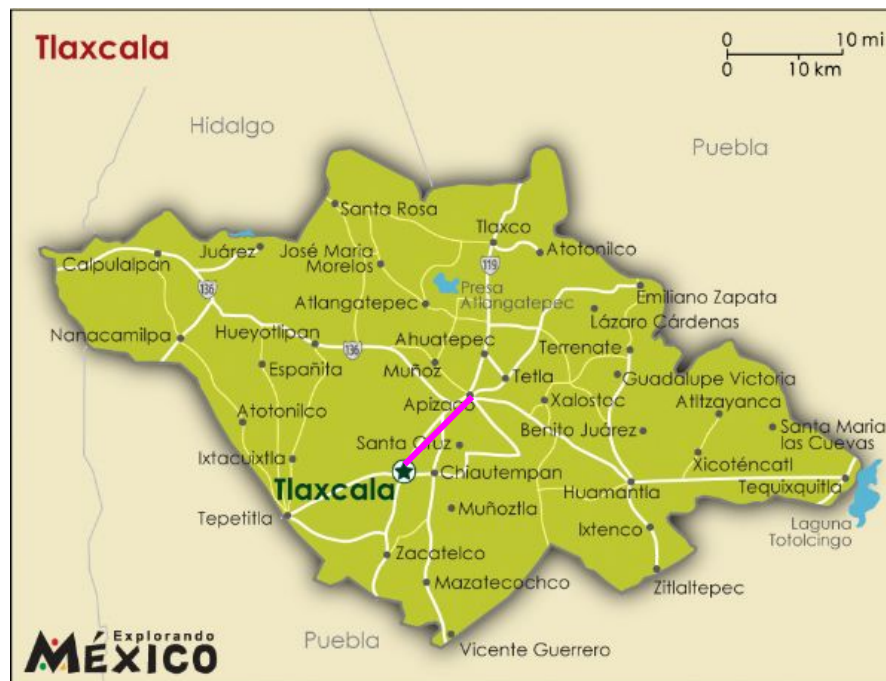 Tlaxcala
0 10 mi
0 10 km
Hidalgo
Puebla
Santa Rosa
Tlaxco
Juárez
José Maria
Morelos
Atotonilco
Calpulalpan
119
136
Presa
Atlangatepec
Emiliano Zapata
Atlangatepec
Lázaro Cárdenas
Nanacamilpa
Hueyotlipan
136
Ahuatepec
Terrenate
Españita
Muñoz
Tetla
Guadalupe Victoria
Apizaco
Xalostoc
Atltzayanca
Atotonilco
Santa Cruz
Benito Juárez
Santa Maria
las Cuevas
Ixtacuixtla
Chiautempan
Xicoténcatl
Tlaxcala
Huamantla
Tequixquitla
Tepetitla
Muñoztla
Ixtenco
Laguna
Totolcingo
Zacatelco
Mazatecochco
Zitlaltepec
Puebla
Vicente Guerrero
Explorando
MÉXICO